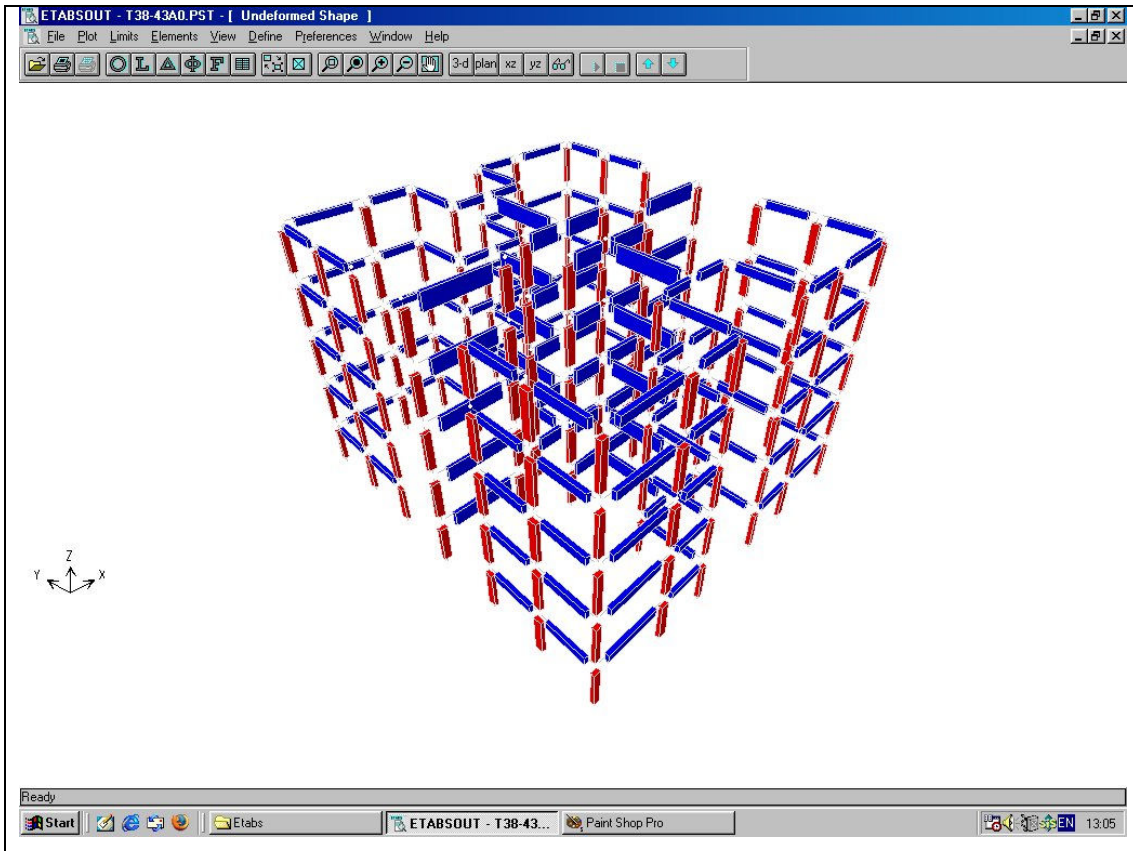 ETABSOUT - T38-43A0.PST - [ Undeformed Shape ]
File Plot Limits Elements View Define Preferences Window Help
3-d plan xz yz
Z
Y X
Ready
Start Etabs ETABSOUT - T38-43... Paint Shop Pro EN 13:05